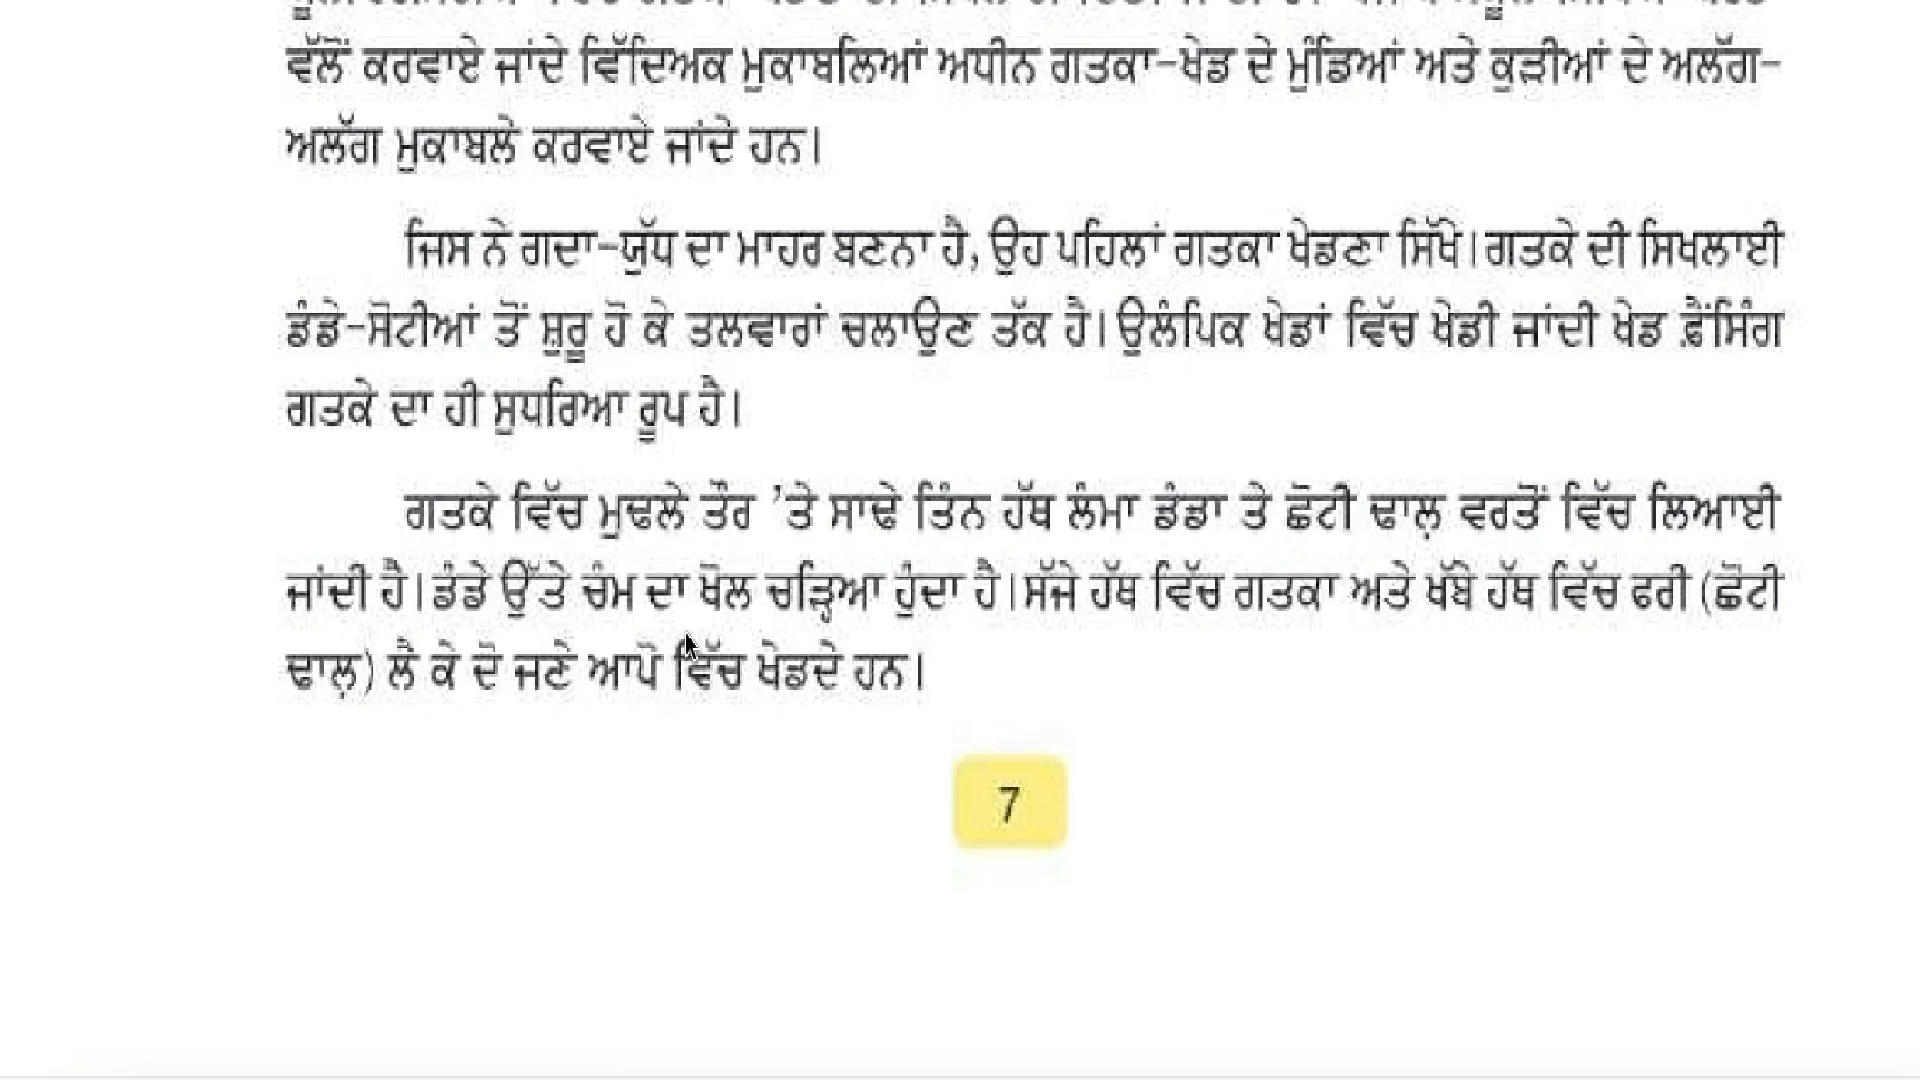 ਵੱਲੋਂ ਕਰਵਾਏ ਜਾਂਦੇ ਵਿੱਦਿਅਕ ਮੁਕਾਬਲਿਆਂ ਅਧੀਨ ਗਤਕਾ-ਖੇਡ ਦੇ ਮੁੰਡਿਆਂ ਅਤੇ ਕੁੜੀਆਂ ਦੇ ਅਲੱਗ-
ਅਲੱਗ ਮੁਕਾਬਲੇ ਕਰਵਾਏ ਜਾਂਦੇ ਹਨ।
ਜਿਸ ਨੇ ਗਦਾ-ਯੁੱਧ ਦਾ ਮਾਹਰ ਬਣਨਾ ਹੈ, ਉਹ ਪਹਿਲਾਂ ਗਤਕਾ ਖੇਡਣਾ ਸਿੱਖੇ। ਗਤਕੇ ਦੀ ਸਿਖਲਾਈ
ਡੰਡੇ-ਸੋਟੀਆਂ ਤੋਂ ਸ਼ੁਰੂ ਹੋ ਕੇ ਤਲਵਾਰਾਂ ਚਲਾਉਣ ਤੱਕ ਹੈ। ਉਲੰਪਿਕ ਖੇਡਾਂ ਵਿੱਚ ਖੇਡੀ ਜਾਂਦੀ ਖੇਡ ਫ਼ੈਂਸਿੰਗ
ਗਤਕੇ ਦਾ ਹੀ ਸੁਧਰਿਆ ਰੂਪ ਹੈ।
ਗਤਕੇ ਵਿੱਚ ਮੁਢਲੇ ਤੌਰ 'ਤੇ ਸਾਢੇ ਤਿੰਨ ਹੱਥ ਲੰਮਾ ਡੰਡਾ ਤੇ ਛੋਟੀ ਢਾਲ਼ ਵਰਤੋਂ ਵਿੱਚ ਲਿਆਈ
ਜਾਂਦੀ ਹੈ। ਡੰਡੇ ਉੱਤੇ ਚੰਮ ਦਾ ਖੋਲ ਚੜ੍ਹਿਆ ਹੁੰਦਾ ਹੈ। ਸੱਜੇ ਹੱਥ ਵਿੱਚ ਗਤਕਾ ਅਤੇ ਖੱਬੇ ਹੱਥ ਵਿੱਚ ਫਰੀ (ਛੋਟੀ
ਢਾਲ਼) ਲੈ ਕੇ ਦੋ ਜਣੇ ਆਪੋ ਵਿੱਚ ਖੇਡਦੇ ਹਨ।
7